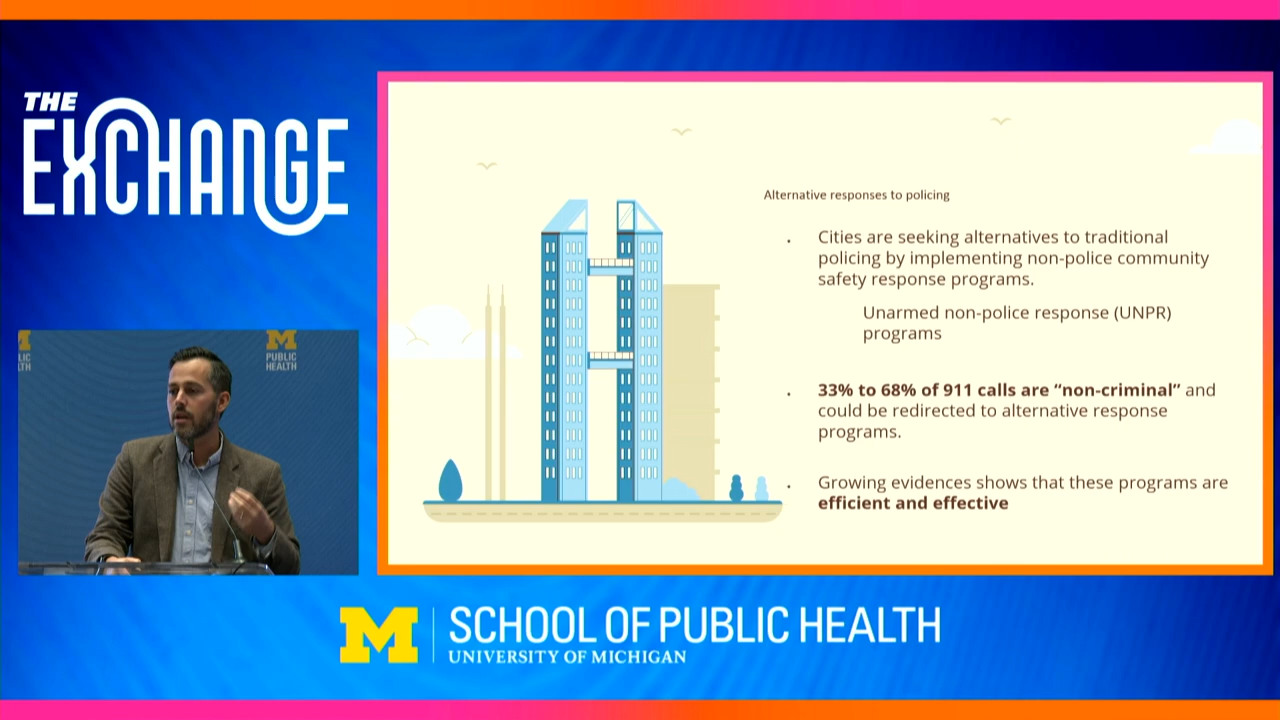 THE
EXCHANGE
Alternative responses to policing
. Cities are seeking alternatives to traditional
policing by implementing non-police community
safety response programs.
Unarmed non-police response (UNPR)
programs
. 33% to 68% of 911 calls are “non-criminal” and
could be redirected to alternative response
programs.
. Growing evidences shows that these programs are
efficient and effective
M
LIC
LTH
M
PUBLIC
HEALTH
M
SCHOOL OF PUBLIC HEALTH
UNIVERSITY OF MICHIGAN